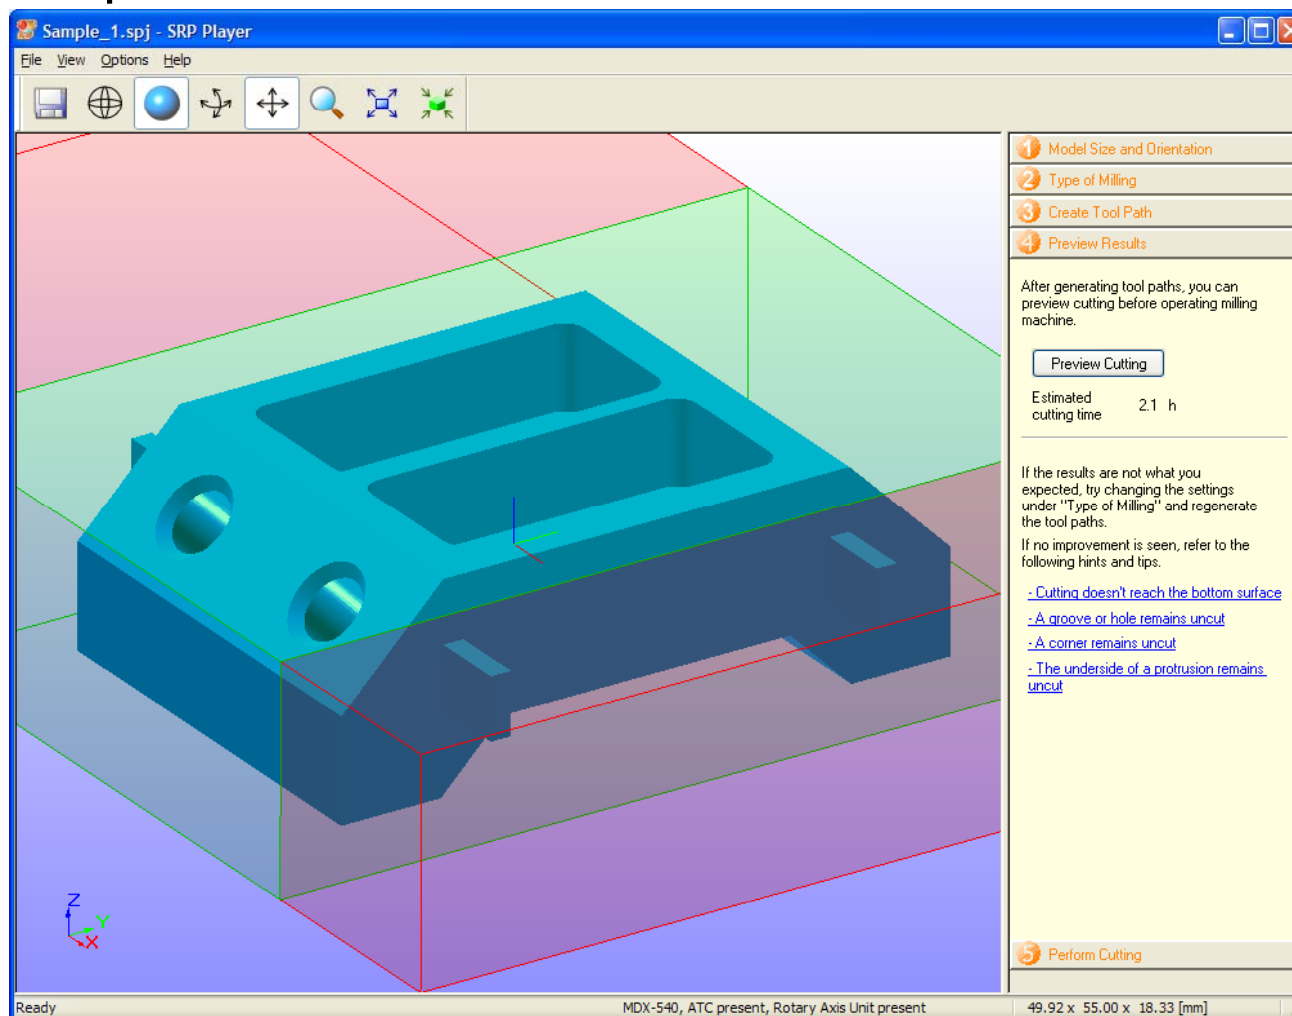 Sample_1.spj - SRP Player
File View Options Help
1 Model Size and Orientation
2 Type of Milling
3 Create Tool Path
4 Preview Results
After generating tool paths, you can
preview cutting before operating milling
machine.
Preview Cutting
Estimated
cutting time 2.1 h
If the results are not what you
expected, try changing the settings
under "Type of Milling" and regenerate
the tool paths.
If no improvement is seen, refer to the
following hints and tips.
- Cutting doesn't reach the bottom surface
- A groove or hole remains uncut
- A corner remains uncut
- The underside of a protrusion remains
uncut
Z
Y
X
5 Perform Cutting
Ready MDX-540, ATC present, Rotary Axis Unit present 49.92 x 55.00 x 18.33 [mm]